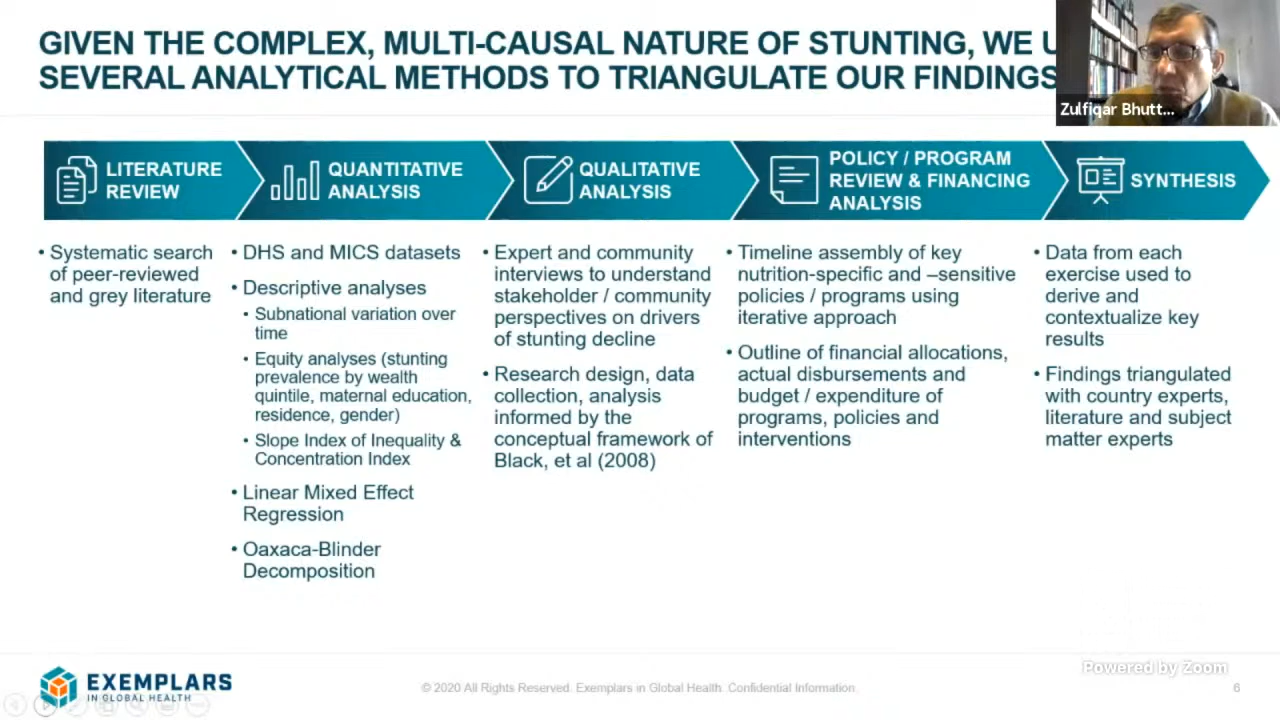 GIVEN THE COMPLEX, MULTI-CAUSAL NATURE OF STUNTING, WE
SEVERAL ANALYTICAL METHODS TO TRIANGULATE OUR FINDINGS
Zulfiqar Bhutt...
LITERATURE
REVIEW
QUANTITATIVE
ANALYSIS
QUALITATIVE
ANALYSIS
POLICY / PROGRAM
REVIEW & FINANCING
ANALYSIS
SYNTHESIS
• Systematic search
of peer-reviewed
and grey literature
• DHS and MICS datasets
• Descriptive analyses
• Subnational variation over
time
• Equity analyses (stunting
prevalence by wealth
quintile, maternal education,
residence, gender)
• Slope Index of Inequality &
Concentration Index
• Linear Mixed Effect
Regression
• Oaxaca-Blinder
Decomposition
• Expert and community
interviews to understand
stakeholder / community
perspectives on drivers
of stunting decline
• Research design, data
collection, analysis
informed by the
conceptual framework of
Black, et al (2008)
• Timeline assembly of key
nutrition-specific and –sensitive
policies / programs using
iterative approach
• Outline of financial allocations,
actual disbursements and
budget / expenditure of
programs, policies and
interventions
• Data from each
exercise used to
derive and
contextualize key
results
• Findings triangulated
with country experts,
literature and subject
matter experts
Powered by Zoom
EXEMPLARS
IN GLOBAL HEALTH
© 2020 All Rights Reserved. Exemplars in Global Health. Confidential Information.
6